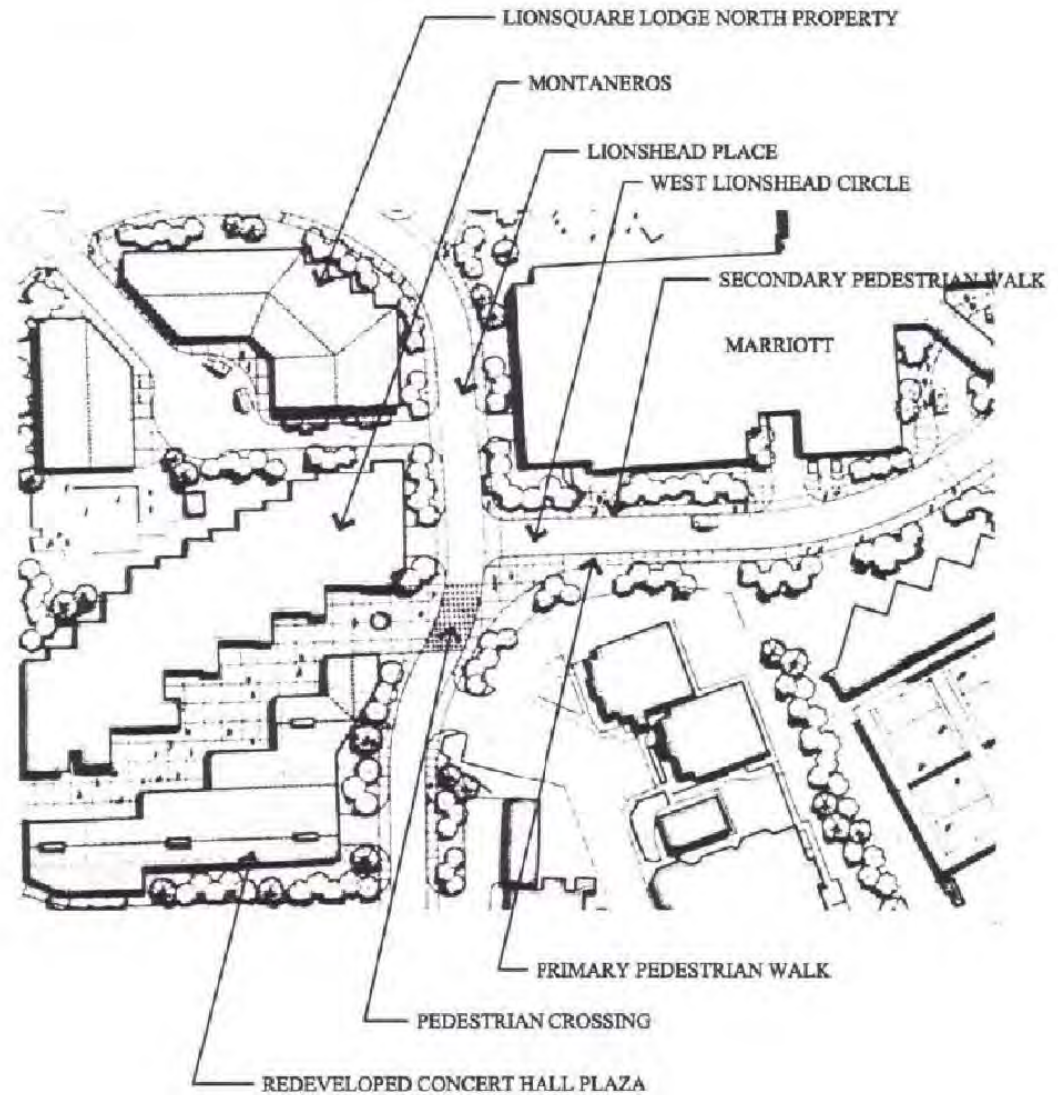 LIONSQUARE LODGE NORTH PROPERTY
MONTANEROS
LIONSHEAD PLACE
WEST LIONSHEAD CIRCLE
SECONDARY PEDESTRIAN WALK
MARRIOTT
PRIMARY PEDESTRIAN WALK
PEDESTRIAN CROSSING
REDEVELOPED CONCERT HALL PLAZA